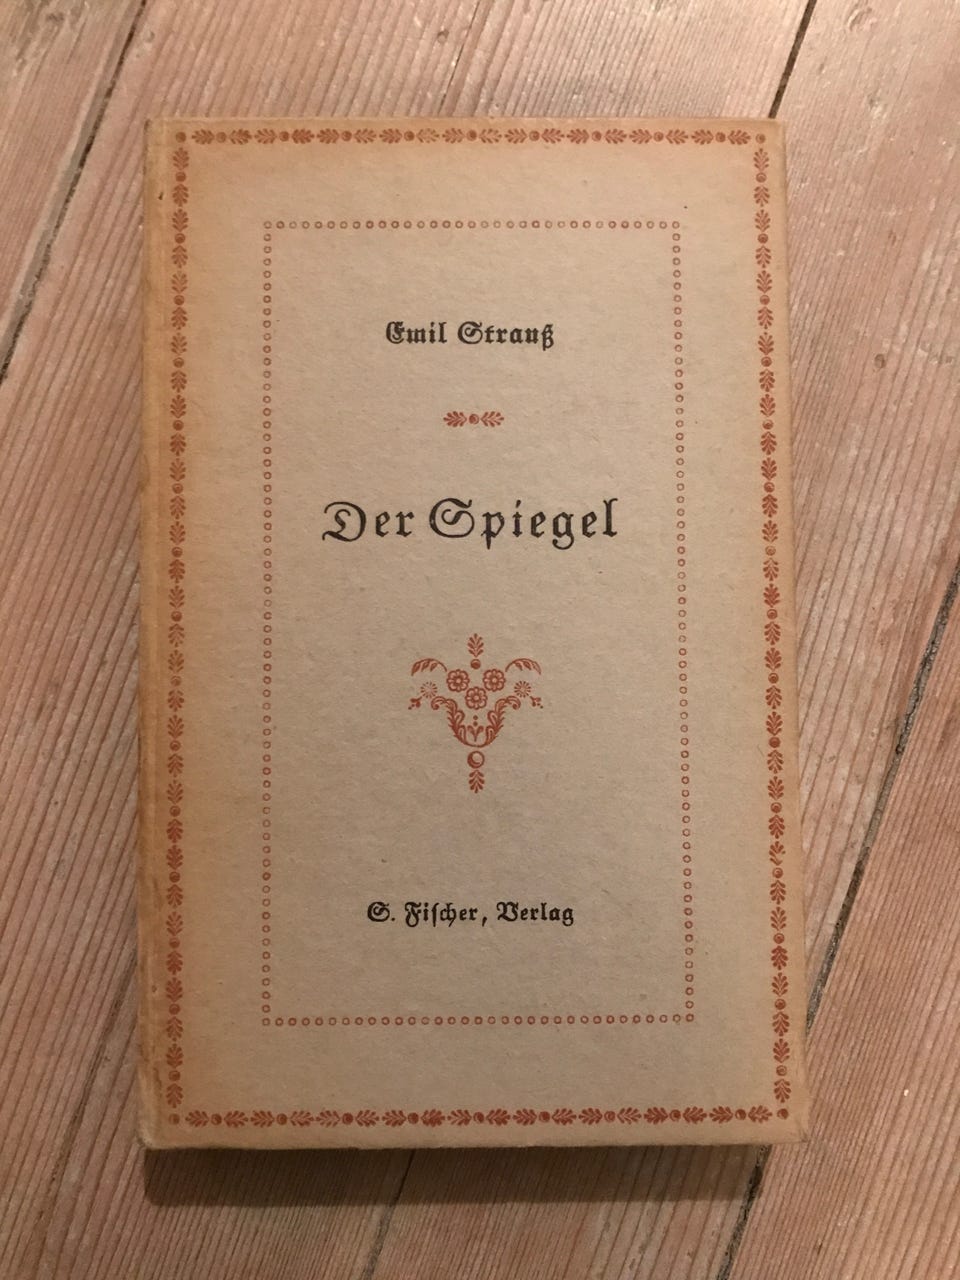 Emil Strauß
Der Spiegel
S. Fiſcher, Verlag